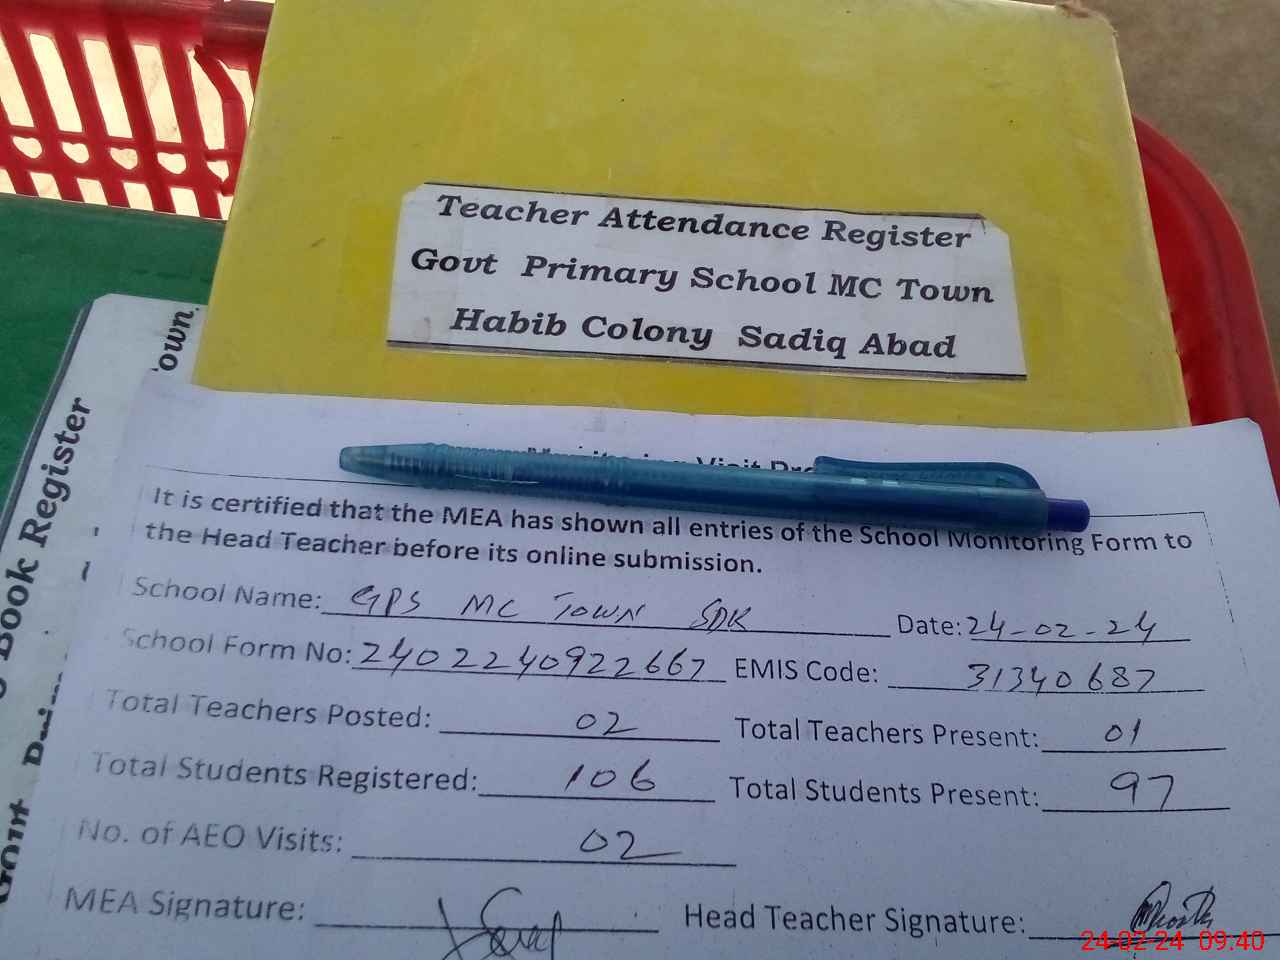 Teacher Attendance Register
Govt Primary School MC Town
Habib Colony Sadiq Abad
Book Register
own.
Monitoring Visit
It is certified that the MEA has shown all entries of the School Monitoring Form to
the Head Teacher before its online submission.
School Name: GPS MC TOWN SDK Date: 24-02-24
School Form No: 2402240922667 EMIS Code: 31340687
Total Teachers Posted: 02 Total Teachers Present: 01
Total Students Registered: 106 Total Students Present: 97
No. of AEO Visits: 02
MEA Signature: Head Teacher Signature:
24-02-24 09:40